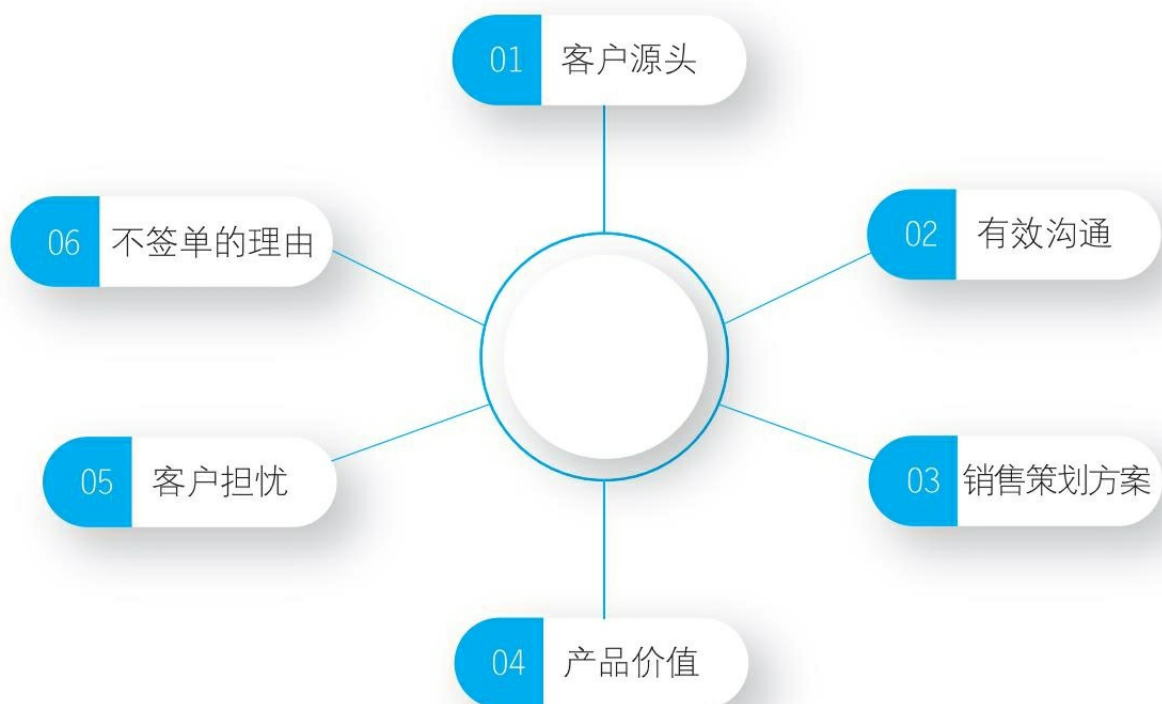 01 客户源头
02 有效沟通
03 销售策划方案
04 产品价值
05 客户担忧
06 不签单的理由